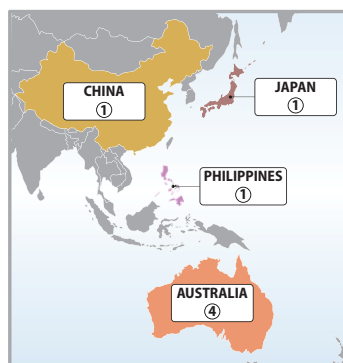 CHINA
①
JAPAN
①
PHILIPPINES
①
AUSTRALIA
④